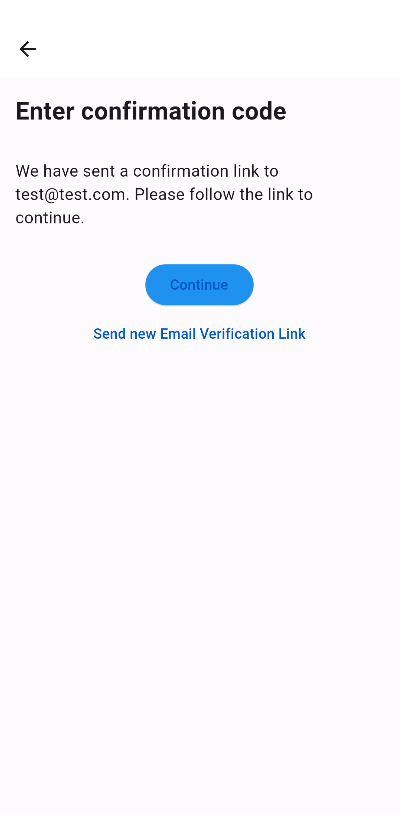 Enter confirmation code
We have sent a confirmation link to
test@test.com. Please follow the link to
continue.
Continue
Send new Email Verification Link